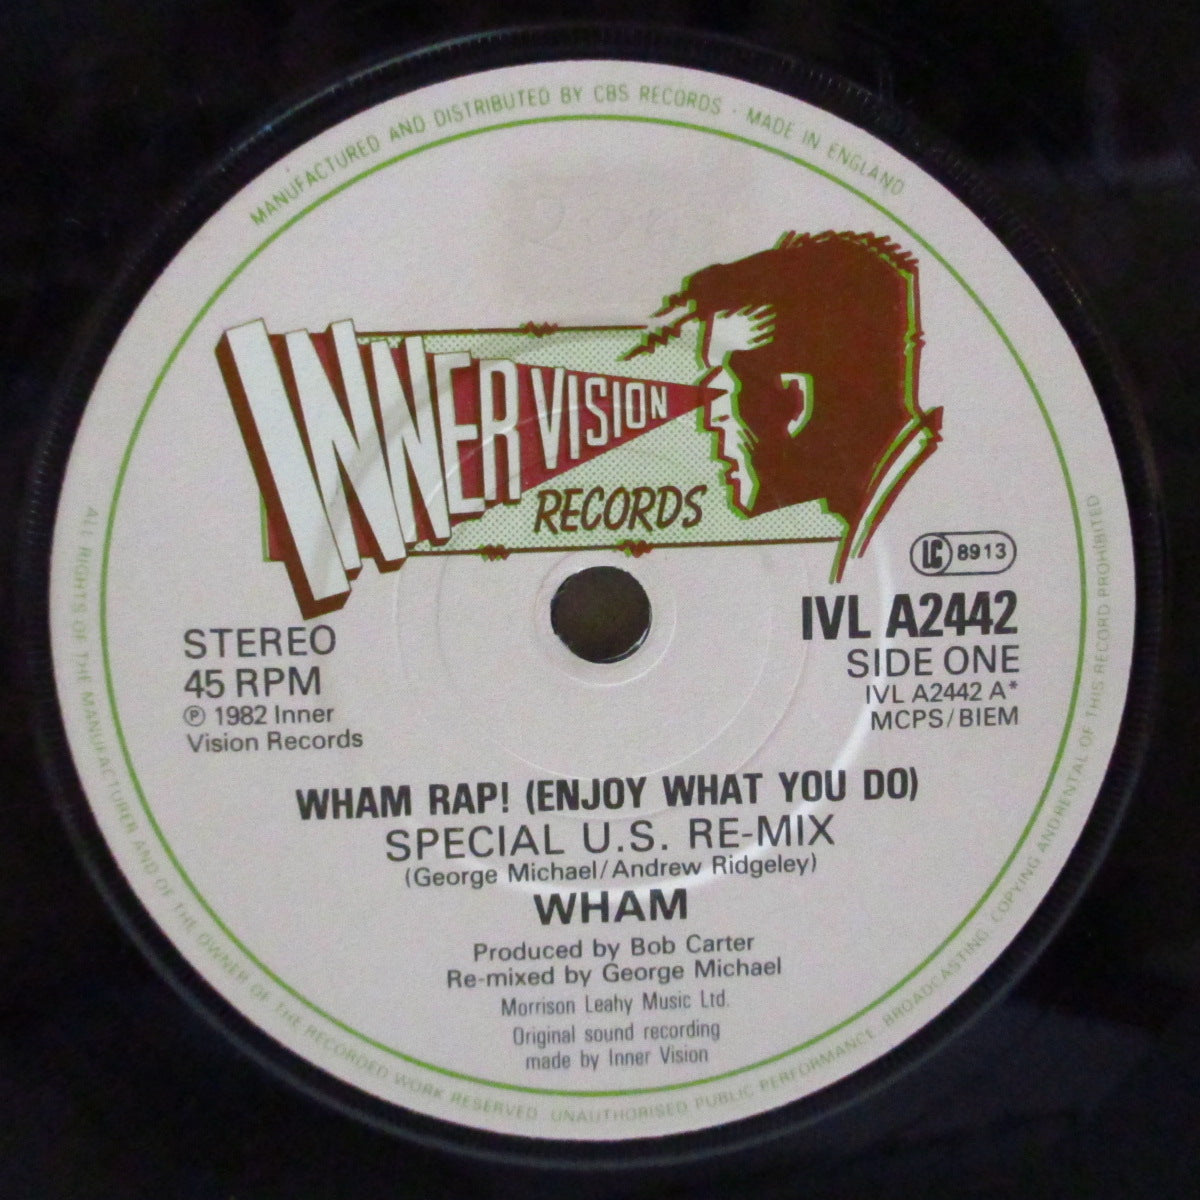 MANUFACTURED AND DISTRIBUTED BY CBS RECORDS · MADE IN ENGLAND
INNERVISION
RECORDS
LC 8913
STEREO
45 RPM
℗ 1982 Inner
Vision Records
IVL A2442
SIDE ONE
IVL A2442 A*
MCPS/BIEM
WHAM RAP! (ENJOY WHAT YOU DO)
SPECIAL U.S. RE-MIX
(George Michael/Andrew Ridgeley)
WHAM
Produced by Bob Carter
Re-mixed by George Michael
Morrison Leahy Music Ltd.
Original sound recording
made by Inner Vision
ALL RIGHTS OF THE MANUFACTURER AND OF THE OWNER OF THE RECORDED WORK RESERVED UNAUTHORISED PUBLIC PERFORMANCE, BROADCASTING, COPYING ANDRENTAL OF THIS RECORD PROHIBITED